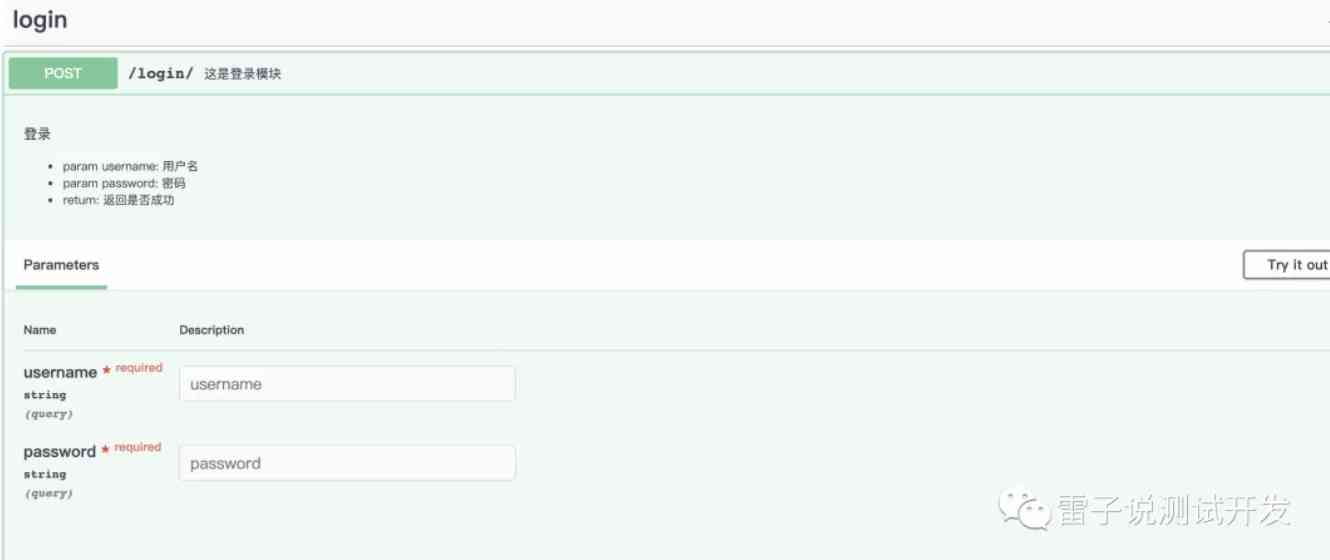 login
POST /login/ 这是登录模块
登录
param username: 用户名
param password: 密码
return: 返回是否成功
Parameters
Try it out
Name Description
username * required
username
string
(query)
password * required
password
string
(query)
雷子说测试开发